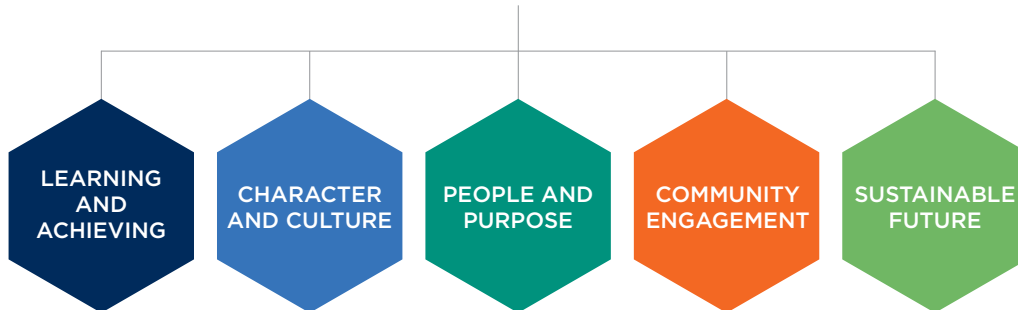 LEARNING
AND
ACHIEVING
CHARACTER
AND CULTURE
PEOPLE AND
PURPOSE
COMMUNITY
ENGAGEMENT
SUSTAINABLE
FUTURE